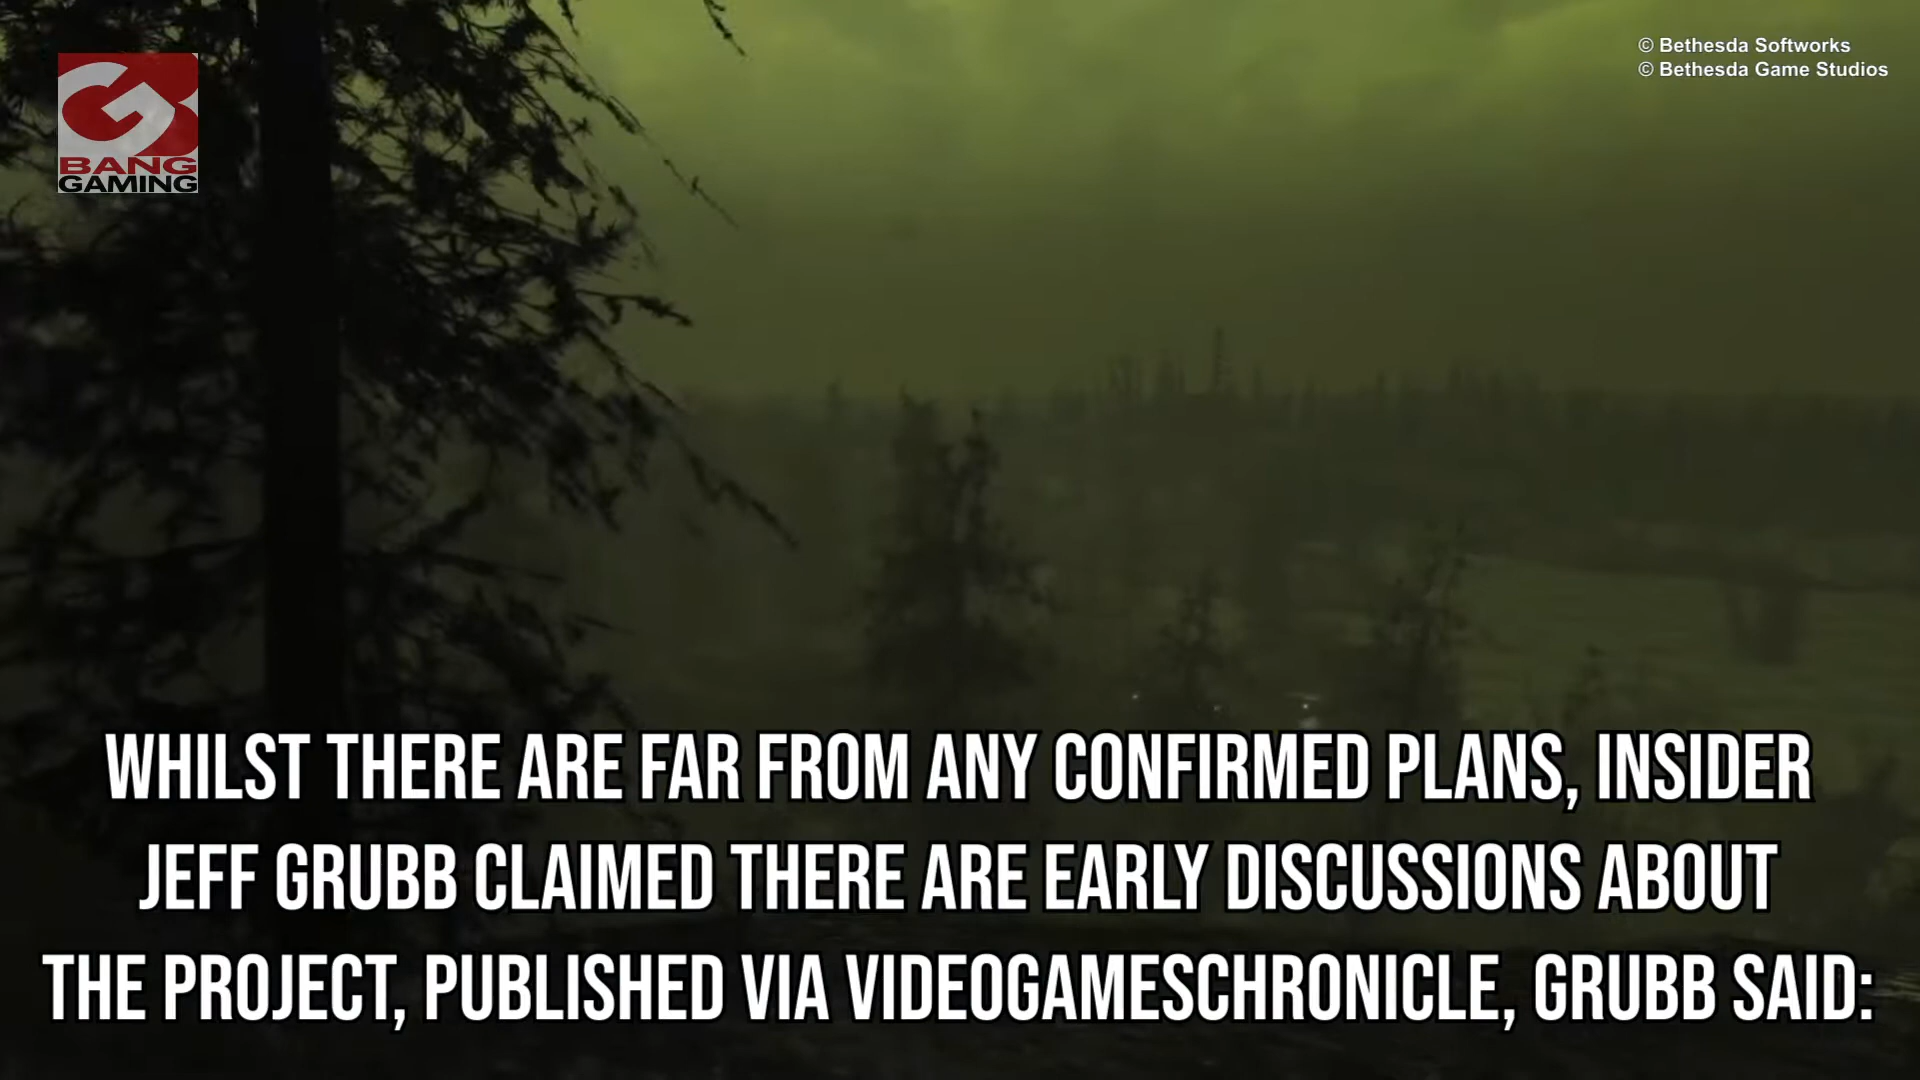 © Bethesda Softworks
© Bethesda Game Studios
BANG
GAMING
WHILST THERE ARE FAR FROM ANY CONFIRMED PLANS, INSIDER
JEFF GRUBB CLAIMED THERE ARE EARLY DISCUSSIONS ABOUT
THE PROJECT, PUBLISHED VIA VIDEOGAMESCHRONICLE, GRUBB SAID: